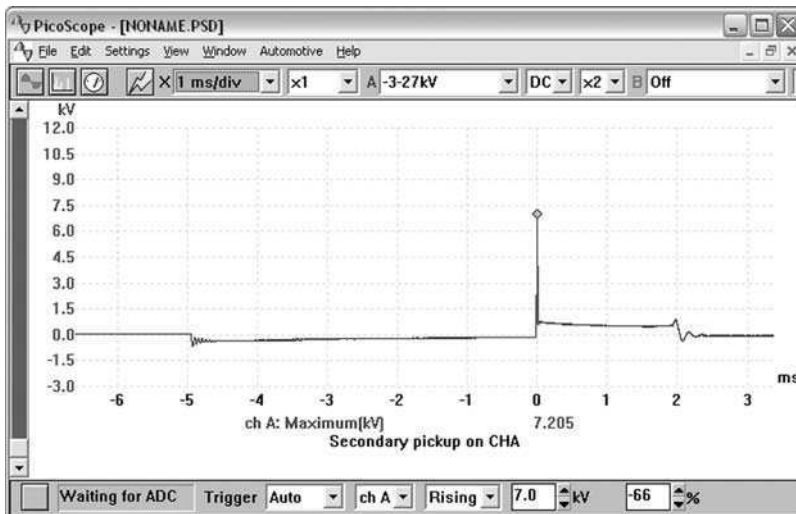 PicoScope - [NONAME.PSD]
File Edit Settings View Window Automotive Help
X 1 ms/div x1 A -3-27kV DC x2 B Off
kV
12.0
10.5
9.0
7.5
6.0
4.5
3.0
1.5
0.0
-1.5
-3.0
ms
-6 -5 -4 -3 -2 -1 0 1 2 3
ch A: Maximum(kV) 7.205
Secondary pickup on CHA
Waiting for ADC Trigger Auto ch A Rising 7.0 kV -66 %